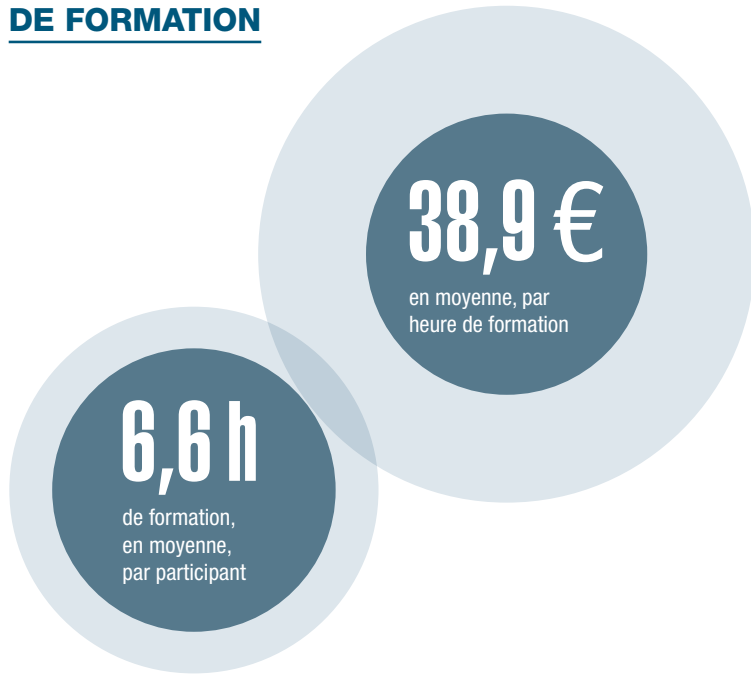 DE FORMATION
38,9 €
en moyenne, par
heure de formation
6,6 h
de formation,
en moyenne,
par participant